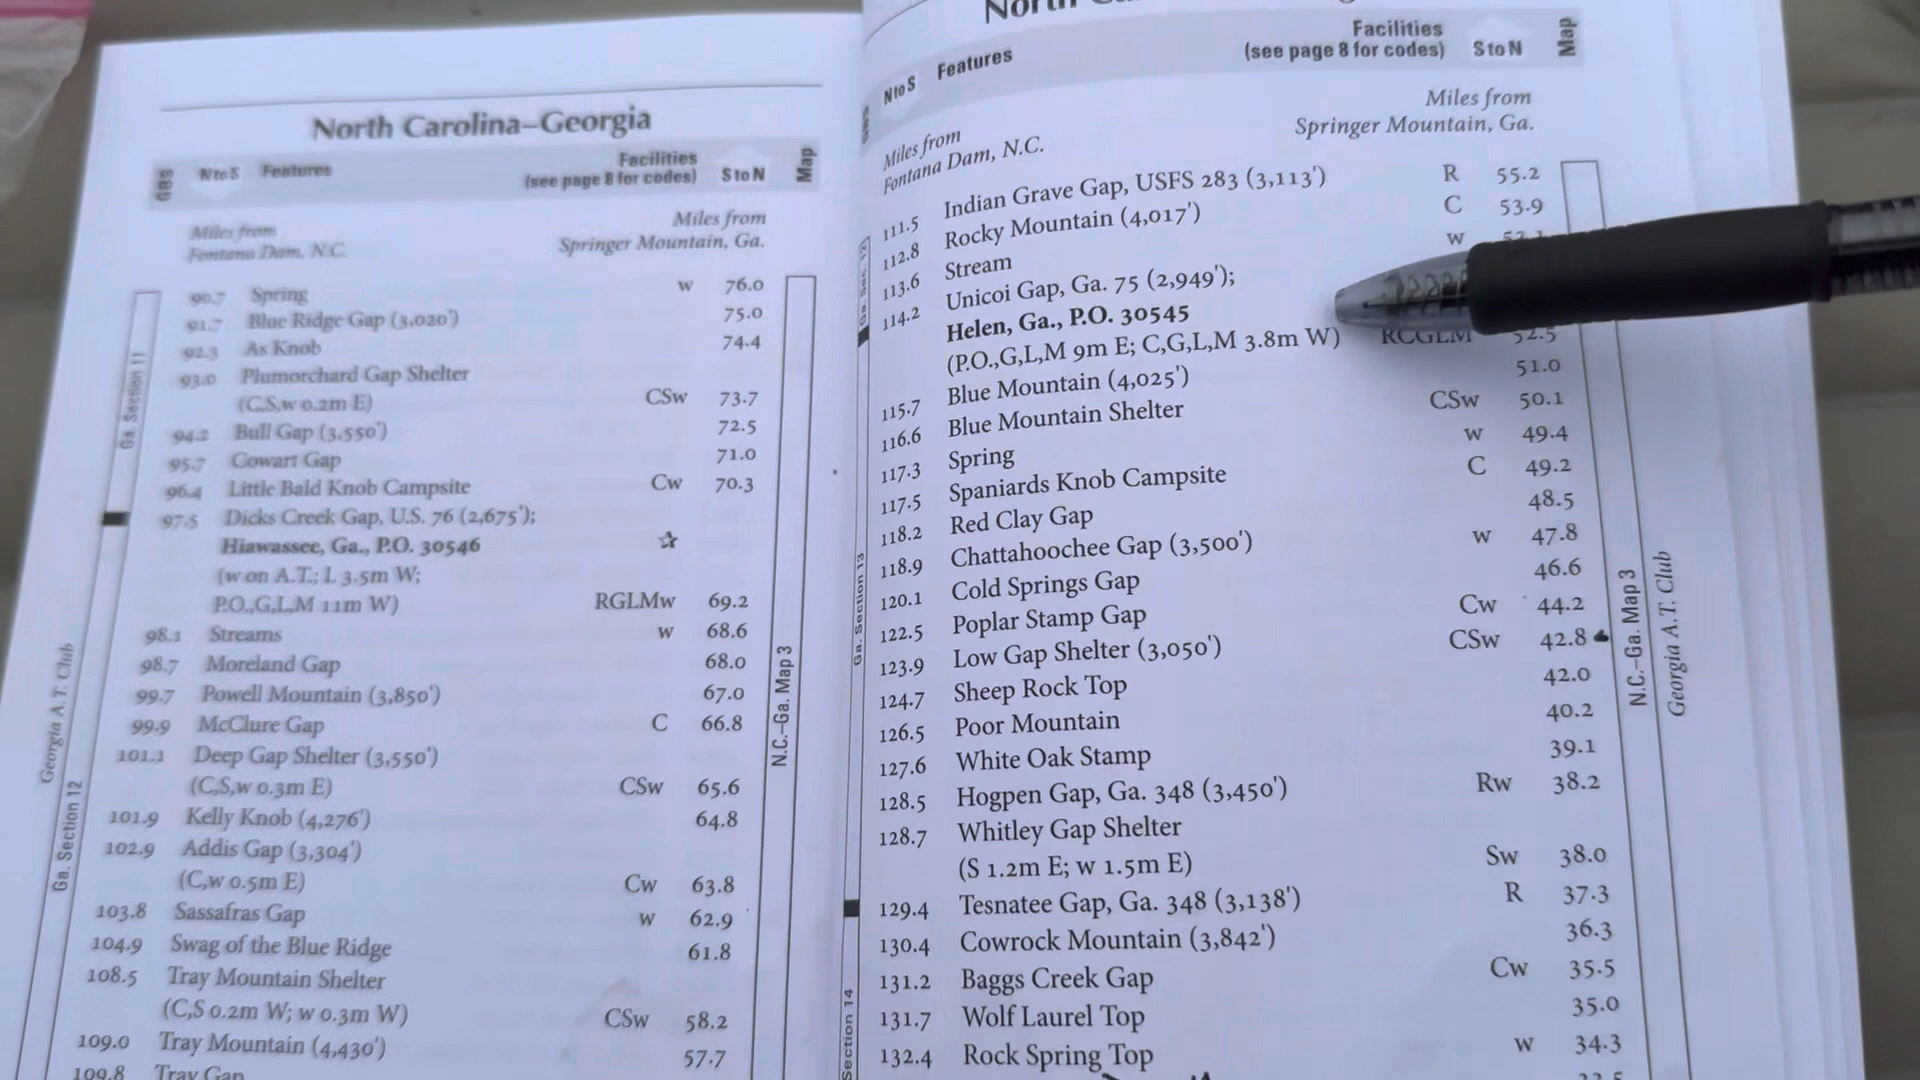 North Carolina–Georgia
GBS NtoS Features Facilities (see page 8 for codes) StoN Map
Miles from Fontana Dam, N.C. Miles from Springer Mountain, Ga.
90.7 Spring w 76.0
91.7 Blue Ridge Gap (3,020') 75.0
92.3 As Knob 74.4
93.0 Plumorchard Gap Shelter
(C,S,w 0.2m E) CSw 73.7
94.2 Bull Gap (3,550') 72.5
95.7 Cowart Gap 71.0
96.4 Little Bald Knob Campsite Cw 70.3
97.5 Dicks Creek Gap, U.S. 76 (2,675');
Hiawassee, Ga., P.O. 30546 ☆
(w on A.T.; L 3.5m W;
P.O.,G,L,M 11m W) RGLMw 69.2
98.1 Streams w 68.6
98.7 Moreland Gap 68.0
99.7 Powell Mountain (3,850') 67.0
99.9 McClure Gap C 66.8
101.1 Deep Gap Shelter (3,550')
(C,S,w 0.3m E) CSw 65.6
101.9 Kelly Knob (4,276') 64.8
102.9 Addis Gap (3,304')
(C,w 0.5m E) Cw 63.8
103.8 Sassafras Gap w 62.9
104.9 Swag of the Blue Ridge 61.8
108.5 Tray Mountain Shelter
(C,S 0.2m W; w 0.3m W) CSw 58.2
109.0 Tray Mountain (4,430') 57.7
109.8 Tray Gap
Ga. Section 11
Ga. Section 12
Georgia A.T. Club
N.C.–Ga. Map 3
North
NtoS Features Facilities (see page 8 for codes) StoN Map
Miles from Fontana Dam, N.C. Miles from Springer Mountain, Ga.
111.5 Indian Grave Gap, USFS 283 (3,113') R 55.2
112.8 Rocky Mountain (4,017') C 53.9
113.6 Stream w
114.2 Unicoi Gap, Ga. 75 (2,949');
Helen, Ga., P.O. 30545
(P.O.,G,L,M 9m E; C,G,L,M 3.8m W) RCGLM 52.5
115.7 Blue Mountain (4,025') 51.0
116.6 Blue Mountain Shelter CSw 50.1
117.3 Spring w 49.4
117.5 Spaniards Knob Campsite C 49.2
118.2 Red Clay Gap 48.5
118.9 Chattahoochee Gap (3,500') w 47.8
120.1 Cold Springs Gap 46.6
122.5 Poplar Stamp Gap Cw 44.2
123.9 Low Gap Shelter (3,050') CSw 42.8
124.7 Sheep Rock Top 42.0
126.5 Poor Mountain 40.2
127.6 White Oak Stamp 39.1
128.5 Hogpen Gap, Ga. 348 (3,450') Rw 38.2
128.7 Whitley Gap Shelter
(S 1.2m E; w 1.5m E) Sw 38.0
129.4 Tesnatee Gap, Ga. 348 (3,138') R 37.3
130.4 Cowrock Mountain (3,842') 36.3
131.2 Baggs Creek Gap Cw 35.5
131.7 Wolf Laurel Top 35.0
132.4 Rock Spring Top w 34.3
Ga. Section 13
Section 14
N.C.–Ga. Map 3
Georgia A.T. Club